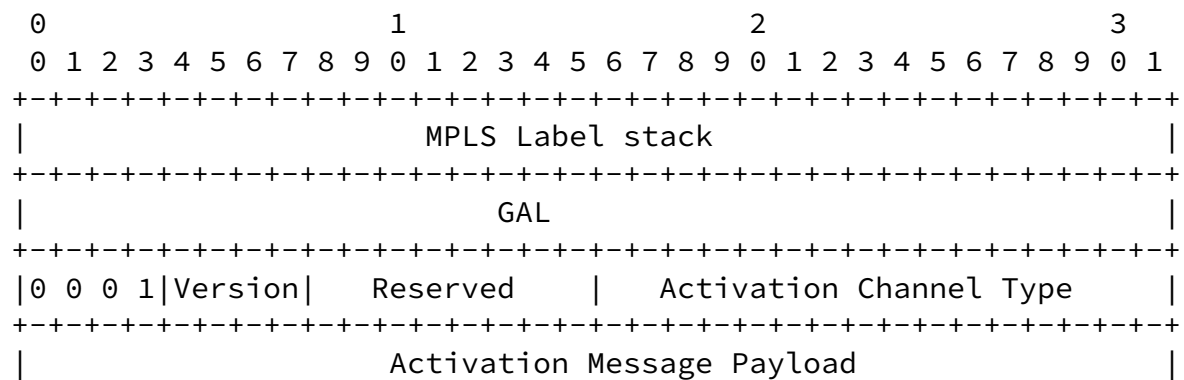 0                   1                   2                   3
 0 1 2 3 4 5 6 7 8 9 0 1 2 3 4 5 6 7 8 9 0 1 2 3 4 5 6 7 8 9 0 1
+-+-+-+-+-+-+-+-+-+-+-+-+-+-+-+-+-+-+-+-+-+-+-+-+-+-+-+-+-+-+-+-+
|                      MPLS Label stack                         |
+-+-+-+-+-+-+-+-+-+-+-+-+-+-+-+-+-+-+-+-+-+-+-+-+-+-+-+-+-+-+-+-+
|                          GAL                                  |
+-+-+-+-+-+-+-+-+-+-+-+-+-+-+-+-+-+-+-+-+-+-+-+-+-+-+-+-+-+-+-+-+
|0 0 0 1|Version|   Reserved    |   Activation Channel Type     |
+-+-+-+-+-+-+-+-+-+-+-+-+-+-+-+-+-+-+-+-+-+-+-+-+-+-+-+-+-+-+-+-+
|                    Activation Message Payload                 |